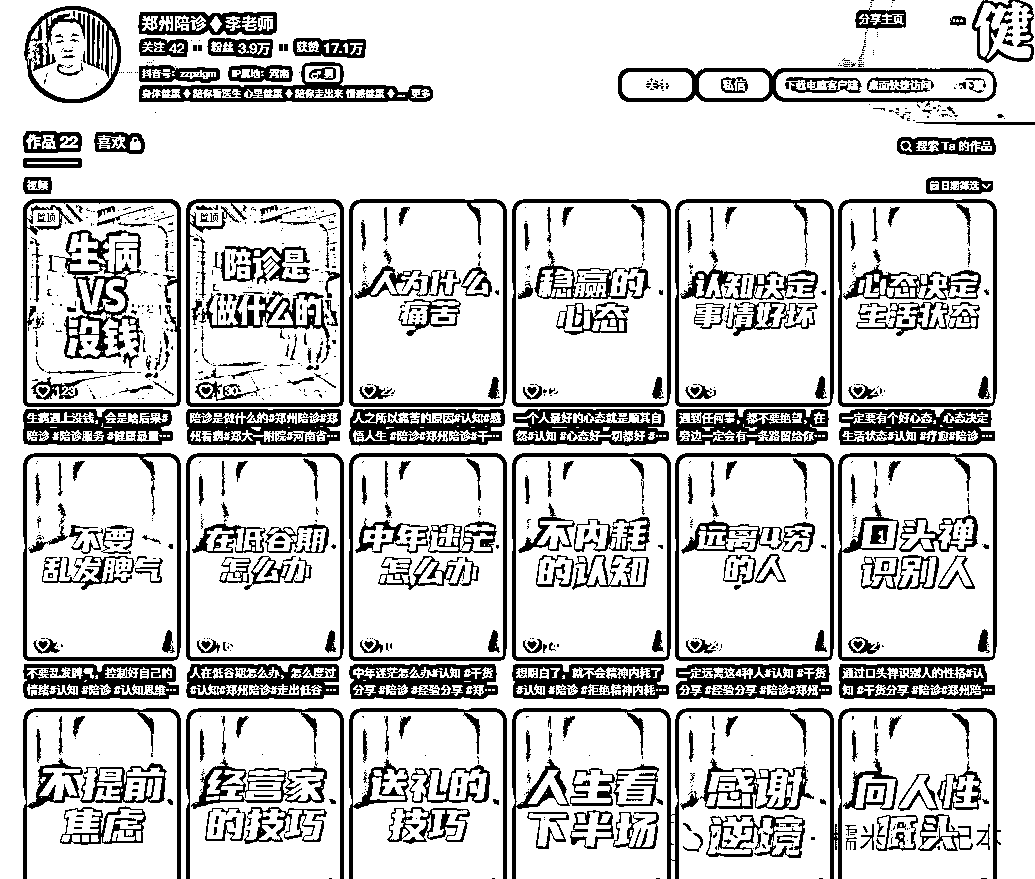 郑州陪诊♦李老师
分享主页 ...
健
关注 42 粉丝 3.9万 获赞 17.1万
抖音号: zzpzlgm IP属地: 河南 男
私信 下载电脑客户端 桌面快捷访问 下载
身体健康♦陪你看医生 心里健康♦陪你走出来 情感健康♦... 更多
作品 22 喜欢
搜索 Ta 的作品
视频 日期筛选
置顶 置顶
生病 VS 没钱
陪诊是 做什么的
人为什么 痛苦
稳赢的 心态
认知决定 事情好坏
心态决定 生活状态
123
130
生病遇上没钱，会是啥后果#
陪诊 #陪诊服务 #健康最重...
陪诊是做什么的#郑州陪诊#郑
州看病#郑大一附院#河南省...
人之所以痛苦的原因#认知#感
悟人生 #陪诊#郑州陪诊#干...
一个人最好的心态就是顺其自
然#认知 #心态好一切都好 #...
遇到任何事，都不要绝望，在
旁边一定会有一条路留给你...
一定要有个好心态，心态决定
生活状态#认知 #疗愈#陪诊...
不要 乱发脾气
在低谷期 怎么办
中年迷茫 怎么办
不内耗 的认知
远离4穷 的人
口头禅 识别人
不要乱发脾气，控制好自己的
情绪#认知 #陪诊 #认知思维...
人在低谷期怎么办，怎么度过
#认知#郑州陪诊#走出低谷...
中年迷茫怎么办#认知 #干货
分享 #陪诊 #经验分享 #郑...
想明白了，就不会精神内耗了
#认知 #陪诊 #拒绝精神内耗...
一定远离这4种人#认知 #干货
分享 #经验分享 #陪诊 #郑州...
通过口头禅识别人的性格#认
知 #干货分享 #陪诊#郑州陪...
不提前 焦虑
经营家 的技巧
送礼的 技巧
人生看 下半场
感谢 逆境
向人性 低头